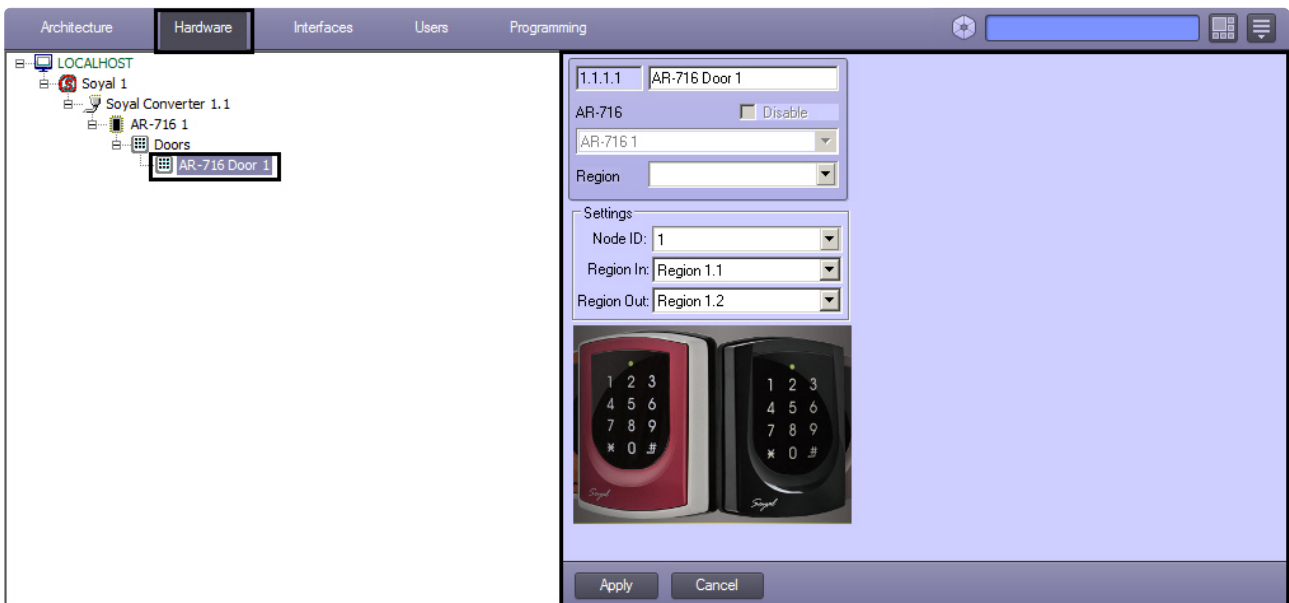 Architecture Hardware Interfaces Users Programming
LOCALHOST
Soyal 1
Soyal Converter 1.1
AR-716 1
Doors
AR-716 Door 1
1.1.1.1 AR-716 Door 1
AR-716 Disable
AR-716 1
Region
Settings
Node ID: 1
Region In: Region 1.1
Region Out: Region 1.2
1 2 3
4 5 6
7 8 9
* 0 #
Soyal
1 2 3
4 5 6
7 8 9
* 0 #
Soyal
Apply Cancel